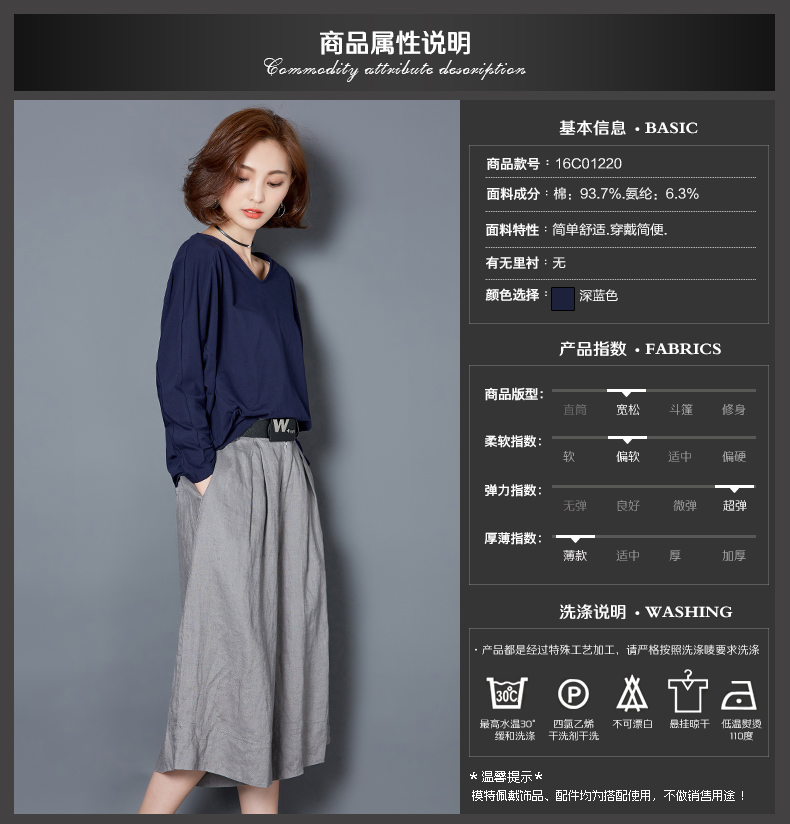 商品属性说明
Commodity attribute desoription
基本信息 · BASIC
商品款号：16C01220
面料成分：棉：93.7%.氨纶：6.3%
面料特性：简单舒适.穿戴简便.
有无里衬：无
颜色选择： 深蓝色
产品指数 · FABRICS
商品版型：
直筒 宽松 斗篷 修身
柔软指数：
软 偏软 适中 偏硬
弹力指数：
无弹 良好 微弹 超弹
厚薄指数：
薄款 适中 厚 加厚
洗涤说明 · WASHING
· 产品都是经过特殊工艺加工，请严格按照洗涤唛要求洗涤
30℃ P
最高水温30° 四氯乙烯 不可漂白 悬挂晾干 低温熨烫
缓和洗涤 干洗剂干洗 110度
*温馨提示*
模特佩戴饰品、配件均为搭配使用，不做销售用途！
W